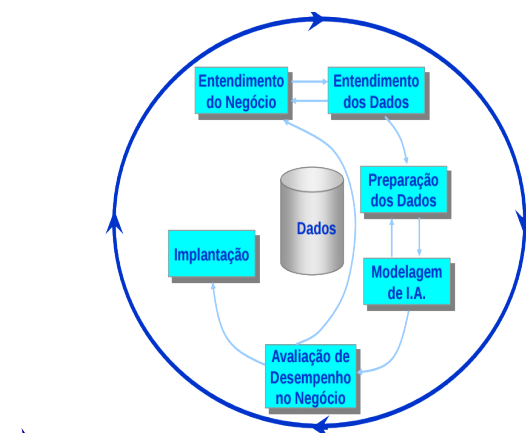 Entendimento
do Negócio
Entendimento
dos Dados
Preparação
dos Dados
Dados
Implantação
Modelagem
de I.A.
Avaliação de
Desempenho
no Negócio